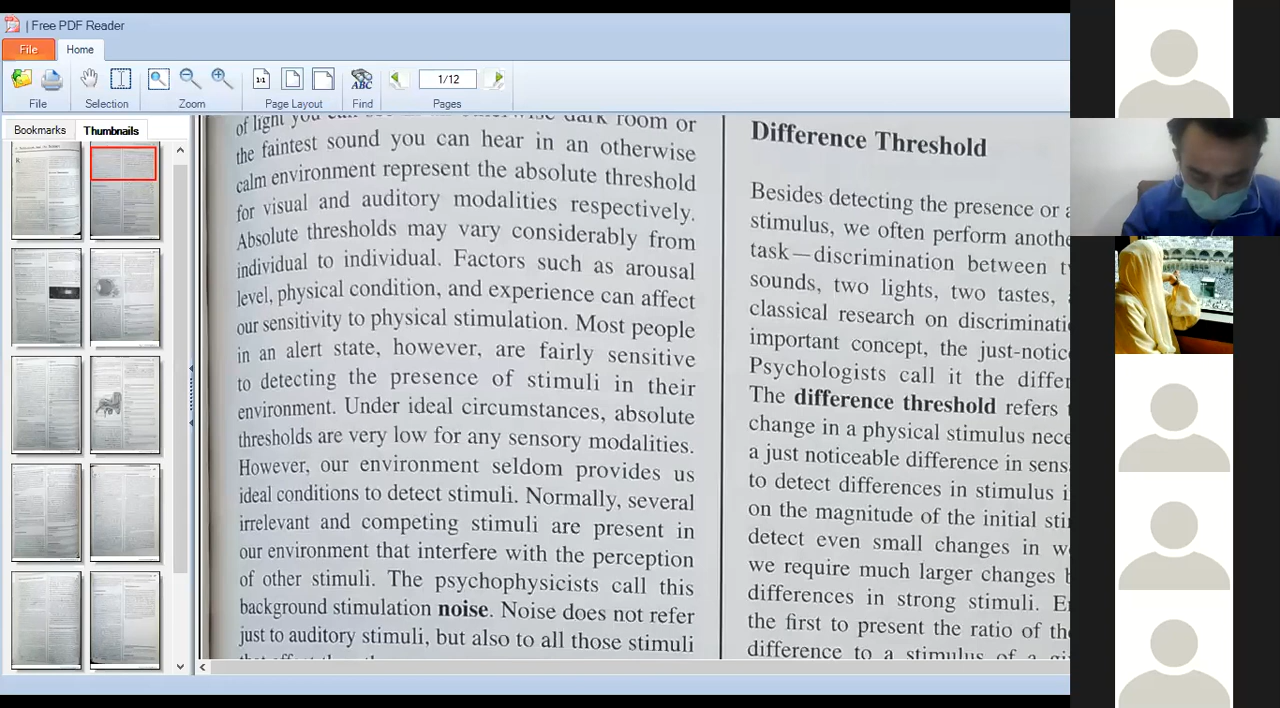 | Free PDF Reader
File
Home
1/12
File
Selection
Zoom
Page Layout
Find
Pages
Bookmarks
Thumbnails
of light you
dark room or
the faintest sound you can hear in an otherwise
calm environment represent the absolute threshold
for visual and auditory modalities respectively.
Absolute thresholds may vary considerably from
individual to individual. Factors such as arousal
level, physical condition, and experience can affect
our sensitivity to physical stimulation. Most people
in an alert state, however, are fairly sensitive
to detecting the presence of stimuli in their
environment. Under ideal circumstances, absolute
thresholds are very low for any sensory modalities.
However, our environment seldom provides us
ideal conditions to detect stimuli. Normally, several
irrelevant and competing stimuli are present in
our environment that interfere with the perception
of other stimuli. The psychophysicists call this
background stimulation noise. Noise does not refer
just to auditory stimuli, but also to all those stimuli
Difference Threshold
Besides detecting the presence or a
stimulus, we often perform anothe
task—discrimination between tw
sounds, two lights, two tastes,
classical research on discriminati
important concept, the just-notic
Psychologists call it the differ
The difference threshold refers
change in a physical stimulus nece
a just noticeable difference in sens
to detect differences in stimulus i
on the magnitude of the initial sti
detect even small changes in w
we require much larger changes
differences in strong stimuli. E
the first to present the ratio of th
difference to a stimulus of a